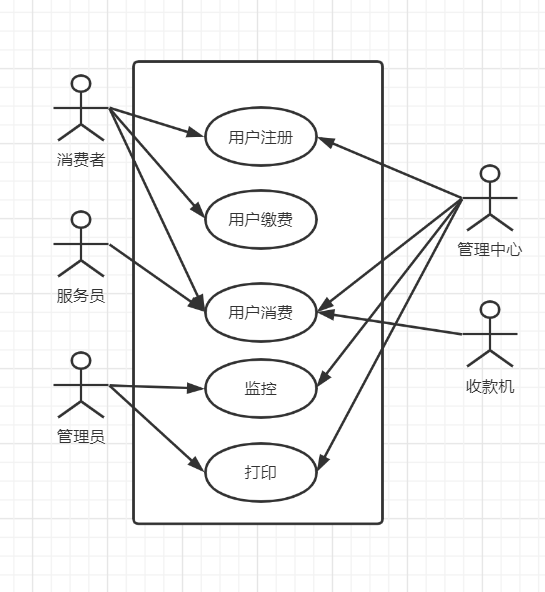 消费者
用户注册
用户缴费
管理中心
服务员
用户消费
收款机
监控
管理员
打印